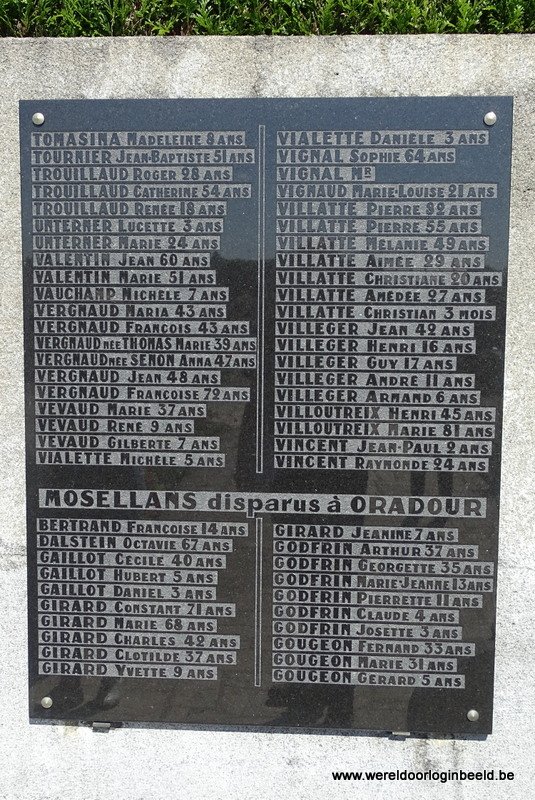 TOMASINA MADELEINE 8 ANS
TOURNIER JEAN-BAPTISTE 51 ANS
TROUILLAUD ROGER 28 ANS
TROUILLAUD CATHERINE 54 ANS
TROUILLAUD RENÉE 18 ANS
UNTERNER LUCETTE 3 ANS
UNTERNER MARIE 24 ANS
VALENTIN JEAN 60 ANS
VALENTIN MARIE 51 ANS
VAUCHAMP MICHÈLE 7 ANS
VERGNAUD MARIA 43 ANS
VERGNAUD FRANCOIS 43 ANS
VERGNAUD NÉE THOMAS MARIE 39 ANS
VERGNAUD NÉE SENON ANNA 47 ANS
VERGNAUD JEAN 48 ANS
VERGNAUD FRANÇOISE 72 ANS
VEVAUD MARIE 37 ANS
VEVAUD RENÉ 9 ANS
VEVAUD GILBERTE 7 ANS
VIALETTE MICHÈLE 5 ANS
VIALETTE DANIÈLE 3 ANS
VIGNAL SOPHIE 64 ANS
VIGNAL MR
VIGNAUD MARIE-LOUISE 21 ANS
VILLATTE PIERRE 32 ANS
VILLATTE PIERRE 55 ANS
VILLATTE MÉLANIE 49 ANS
VILLATTE AIMÉE 29 ANS
VILLATTE CHRISTIANE 20 ANS
VILLATTE AMÉDÉE 27 ANS
VILLATTE CHRISTIAN 3 MOIS
VILLEGER JEAN 42 ANS
VILLEGER HENRI 16 ANS
VILLEGER GUY 17 ANS
VILLEGER ANDRÉ 11 ANS
VILLEGER ARMAND 6 ANS
VILLOUTREIX HENRI 45 ANS
VILLOUTREIX MARIE 81 ANS
VINCENT JEAN-PAUL 2 ANS
VINCENT RAYMONDE 24 ANS
MOSELLANS disparus à ORADOUR
BERTRAND FRANÇOISE 14 ANS
DALSTEIN OCTAVIE 67 ANS
GAILLOT CÉCILE 40 ANS
GAILLOT HUBERT 5 ANS
GAILLOT DANIEL 3 ANS
GIRARD CONSTANT 71 ANS
GIRARD MARIE 68 ANS
GIRARD CHARLES 42 ANS
GIRARD CLOTILDE 37 ANS
GIRARD YVETTE 9 ANS
GIRARD JEANINE 7 ANS
GODFRIN ARTHUR 37 ANS
GODFRIN GEORGETTE 35 ANS
GODFRIN MARIE JEANNE 13 ANS
GODFRIN PIERRETTE 11 ANS
GODFRIN CLAUDE 4 ANS
GODFRIN JOSETTE 3 ANS
GOUGEON FERNAND 33 ANS
GOUGEON MARIE 31 ANS
GOUGEON GÉRARD 5 ANS
www.wereldoorloginbeeld.be